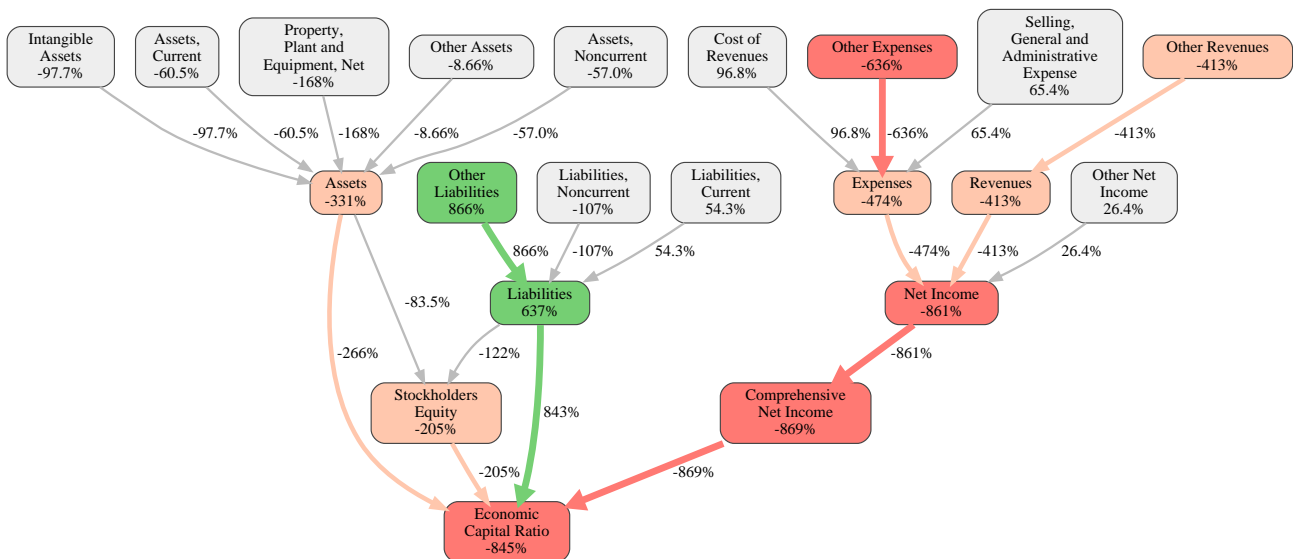 Intangible
Assets
-97.7%
Assets,
Current
-60.5%
Property,
Plant and
Equipment, Net
-168%
Other Assets
-8.66%
Assets,
Noncurrent
-57.0%
Cost of
Revenues
96.8%
Other Expenses
-636%
Selling,
General and
Administrative
Expense
65.4%
Other Revenues
-413%
-97.7%
-60.5%
-168%
-8.66%
-57.0%
96.8%
-636%
65.4%
-413%
Assets
-331%
Other
Liabilities
866%
Liabilities,
Noncurrent
-107%
Liabilities,
Current
54.3%
Expenses
-474%
Revenues
-413%
Other Net
Income
26.4%
866%
-107%
54.3%
-474%
-413%
26.4%
-83.5%
Liabilities
637%
Net Income
-861%
-266%
-122%
-861%
Stockholders
Equity
-205%
843%
Comprehensive
Net Income
-869%
-205%
-869%
Economic
Capital Ratio
-845%